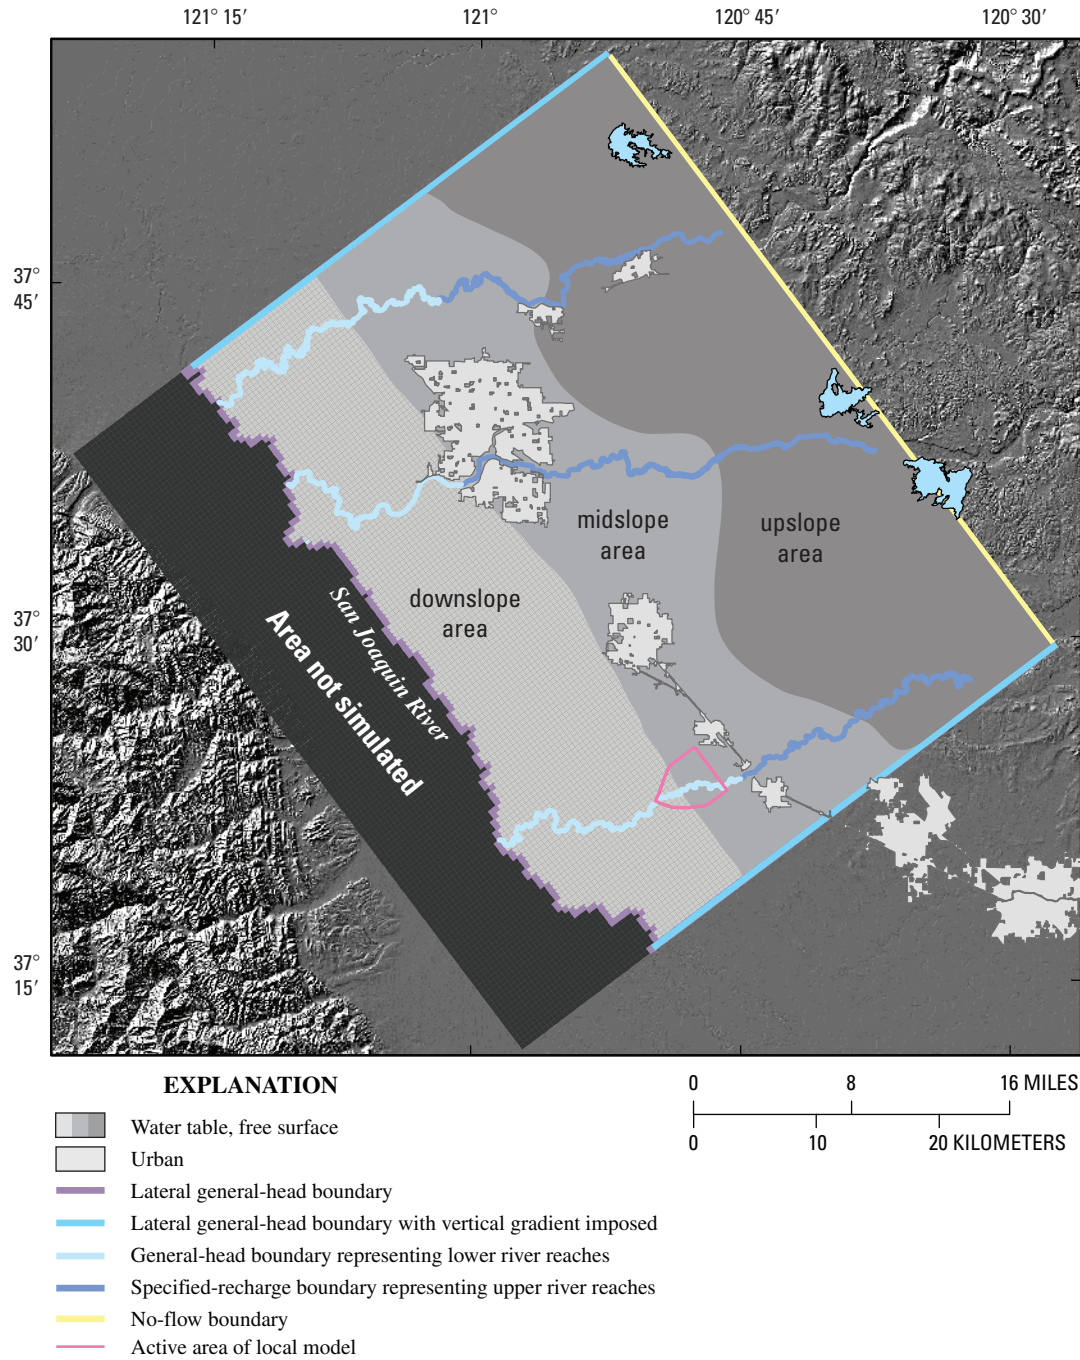 121° 15′
121°
120° 45′
120° 30′
37°
45′
37°
30′
37°
15′
midslope
area
upslope
area
downslope
area
San Joaquin River
Area not simulated
EXPLANATION
Water table, free surface
Urban
Lateral general-head boundary
Lateral general-head boundary with vertical gradient imposed
General-head boundary representing lower river reaches
Specified-recharge boundary representing upper river reaches
No-flow boundary
Active area of local model
0 8 16 MILES
0 10 20 KILOMETERS